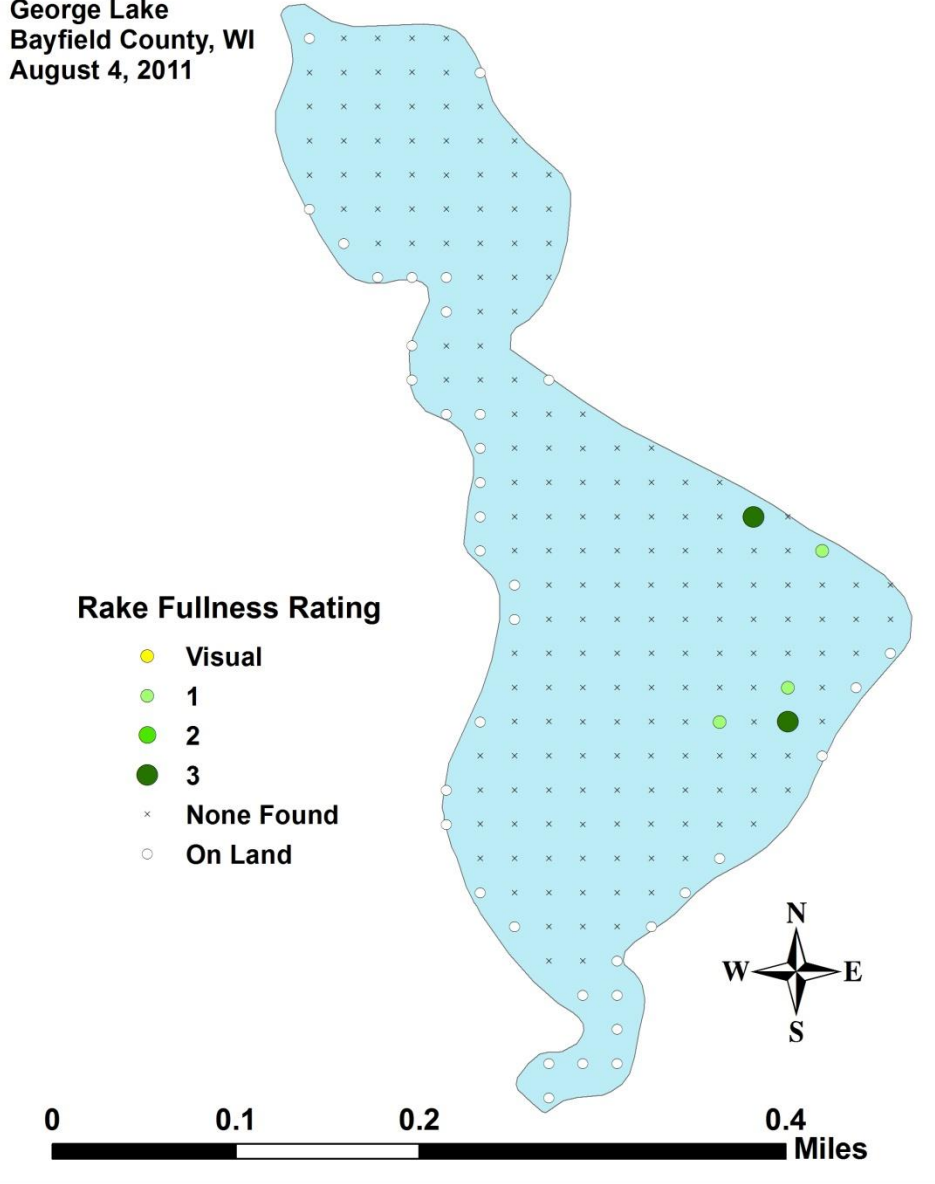 George Lake
Bayfield County, WI
August 4, 2011
Rake Fullness Rating
Visual
1
2
3
None Found
On Land
N
W E
S
0 0.1 0.2 0.4
Miles